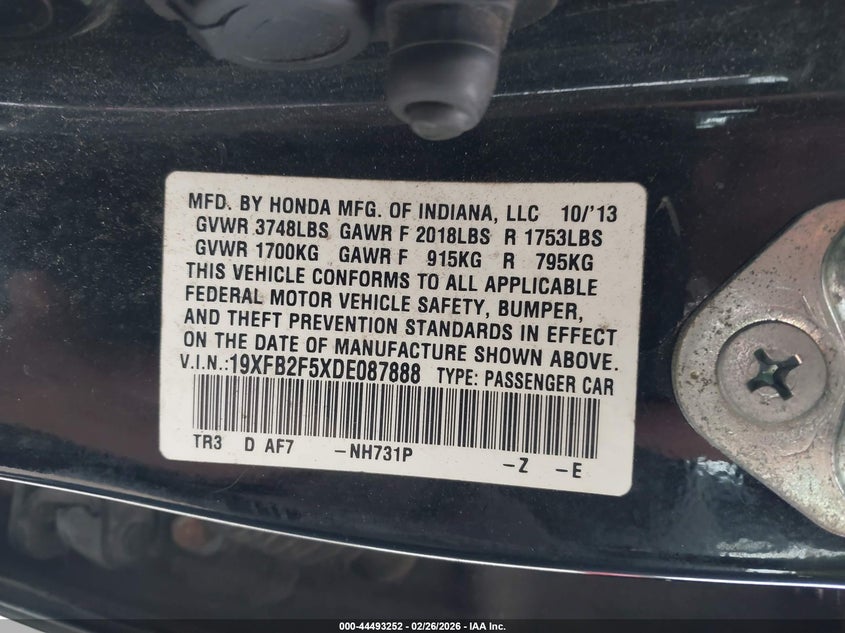 MFD. BY HONDA MFG. OF INDIANA, LLC 10/'13
GVWR 3748LBS GAWR F 2018LBS R 1753LBS
GVWR 1700KG GAWR F 915KG R 795KG
THIS VEHICLE CONFORMS TO ALL APPLICABLE
FEDERAL MOTOR VEHICLE SAFETY, BUMPER,
AND THEFT PREVENTION STANDARDS IN EFFECT
ON THE DATE OF MANUFACTURE SHOWN ABOVE.
V.I.N.:19XFB2F5XDE087888 TYPE: PASSENGER CAR
TR3 D AF7 -NH731P -Z -E
000-44493252 - 02/26/2026 - IAA Inc.